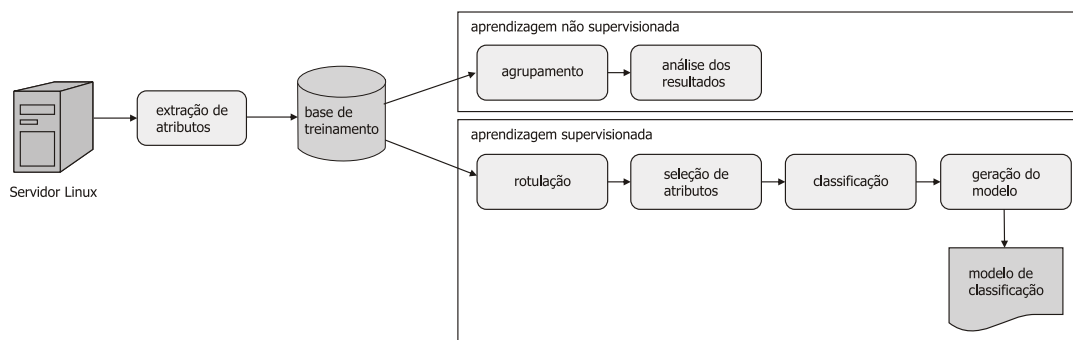 aprendizagem não supervisionada
agrupamento
análise dos
resultados
extração de
atributos
base de
treinamento
Servidor Linux
aprendizagem supervisionada
rotulação
seleção de
atributos
classificação
geração do
modelo
modelo de
classificação